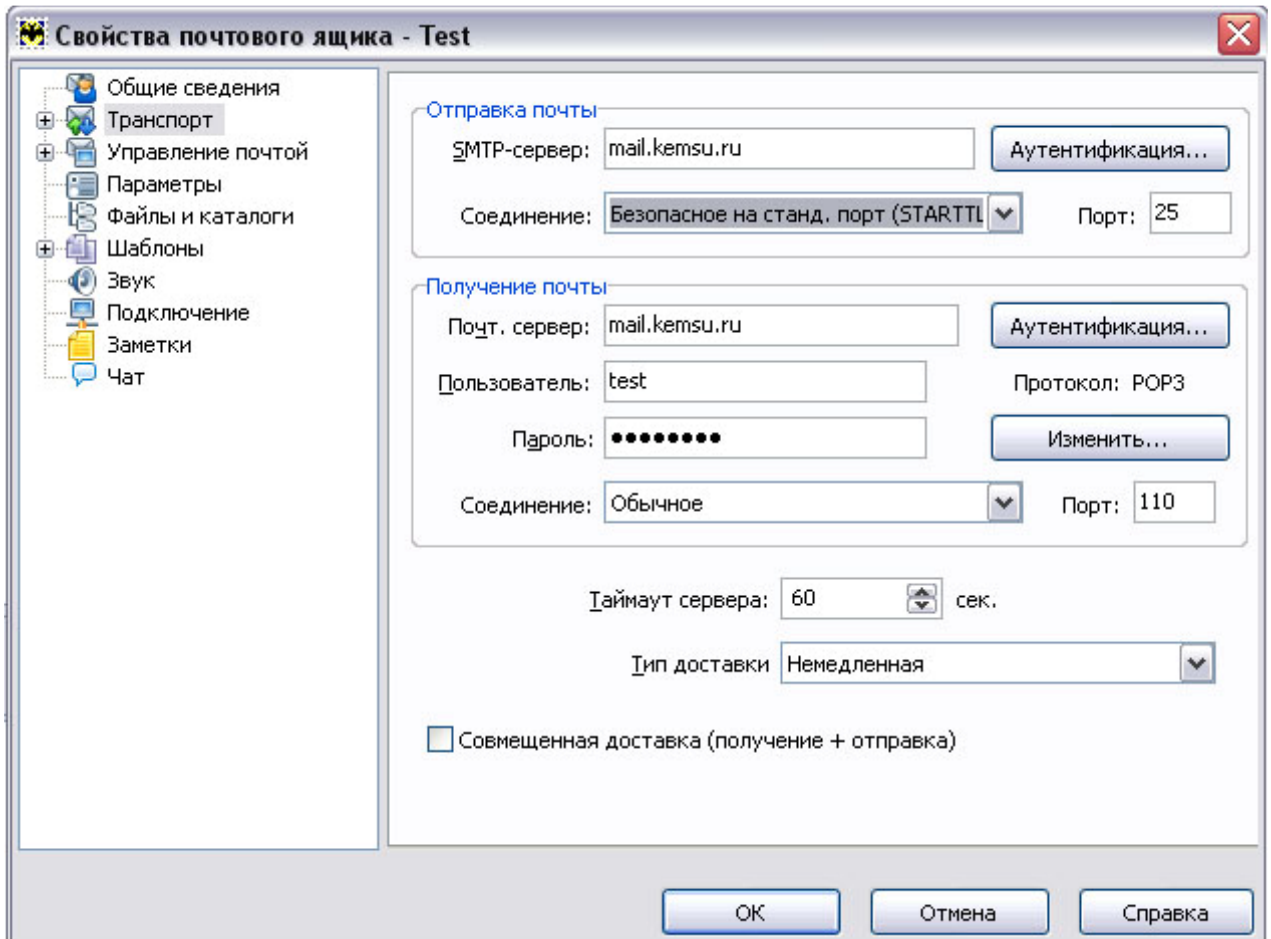 Свойства почтового ящика - Test
Общие сведения
Транспорт
Управление почтой
Параметры
Файлы и каталоги
Шаблоны
Звук
Подключение
Заметки
Чат
Отправка почты
SMTP-сервер: mail.kemsu.ru Аутентификация...
Соединение: Безопасное на станд. порт (STARTTL Порт: 25
Получение почты
Почт. сервер: mail.kemsu.ru Аутентификация...
Пользователь: test Протокол: POP3
Пароль: ●●●●●●●● Изменить...
Соединение: Обычное Порт: 110
Таймаут сервера: 60 сек.
Тип доставки Немедленная
Совмещенная доставка (получение + отправка)
ОК Отмена Справка